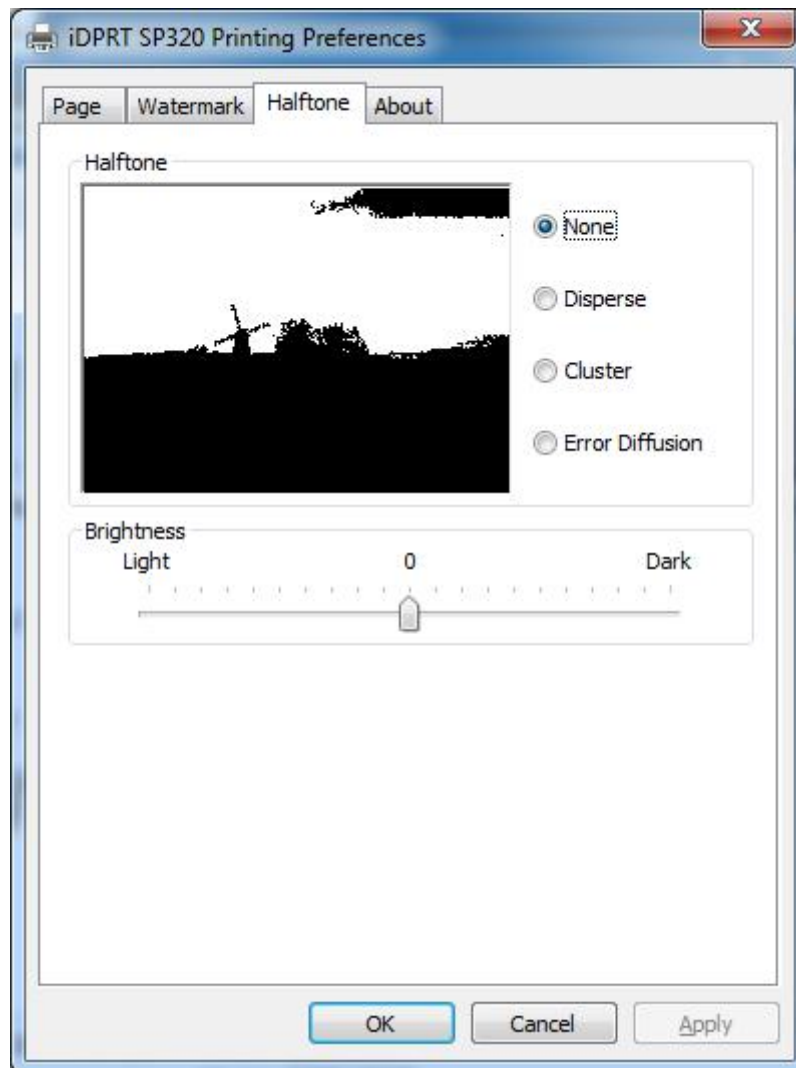 iDPRT SP320 Printing Preferences
Page Watermark Halftone About
Halftone
None
Disperse
Cluster
Error Diffusion
Brightness
Light 0 Dark
OK Cancel Apply